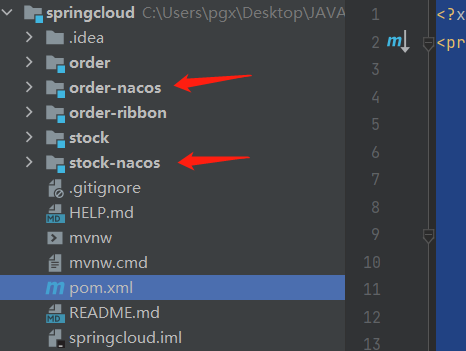 springcloud C:\Users\pgx\Desktop\JAVA
.idea
order
order-nacos
order-ribbon
stock
stock-nacos
.gitignore
HELP.md
mvnw
mvnw.cmd
pom.xml
README.md
springcloud.iml
1 <?x
2 <pr
3
4
5
6
7
8
9
10
11
12
13